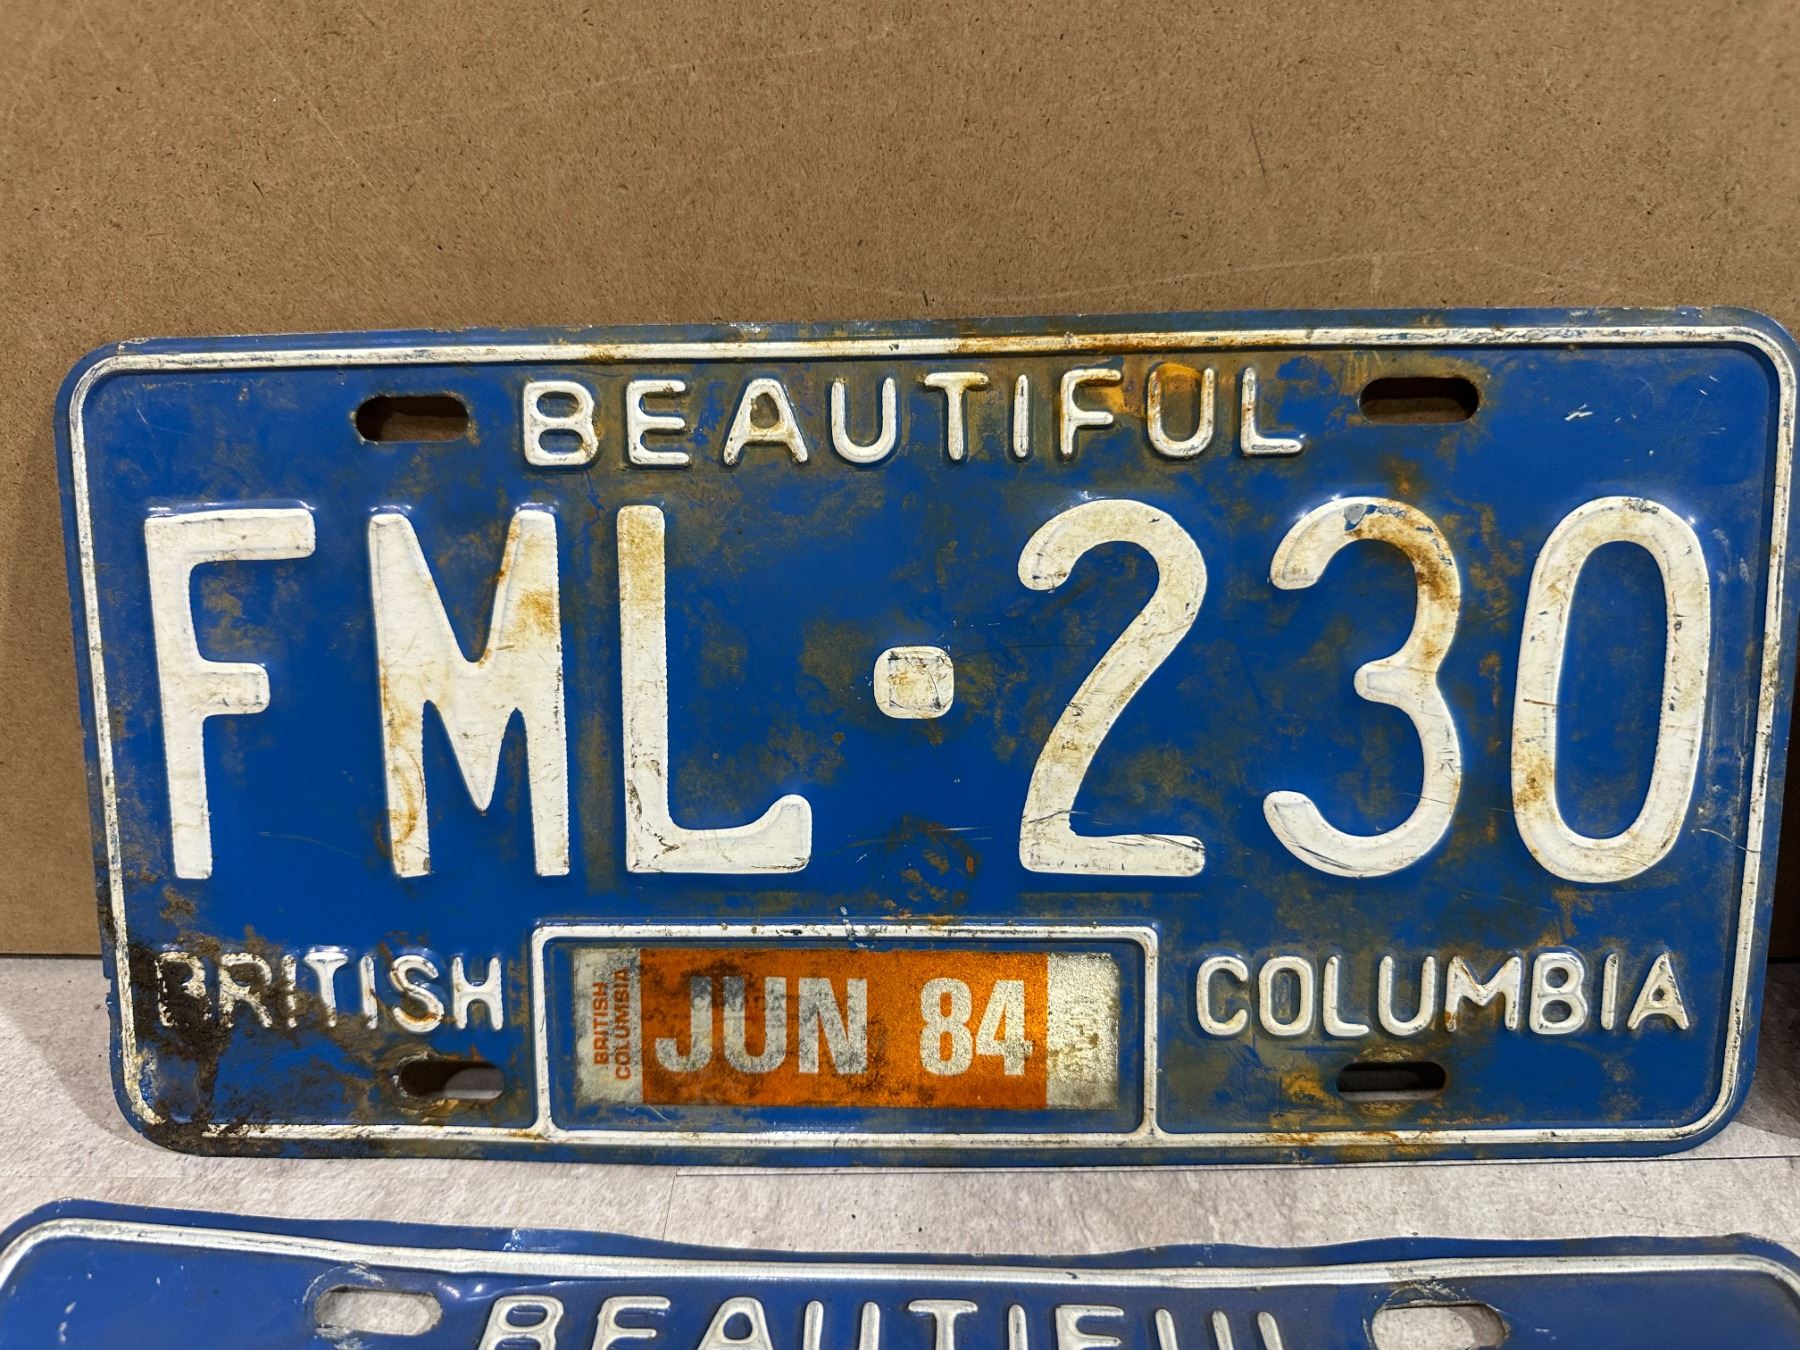 BEAUTIFUL
FML·230
BRITISH
BRITISH
COLUMBIA
JUN 84
COLUMBIA
BEAUTIFUL